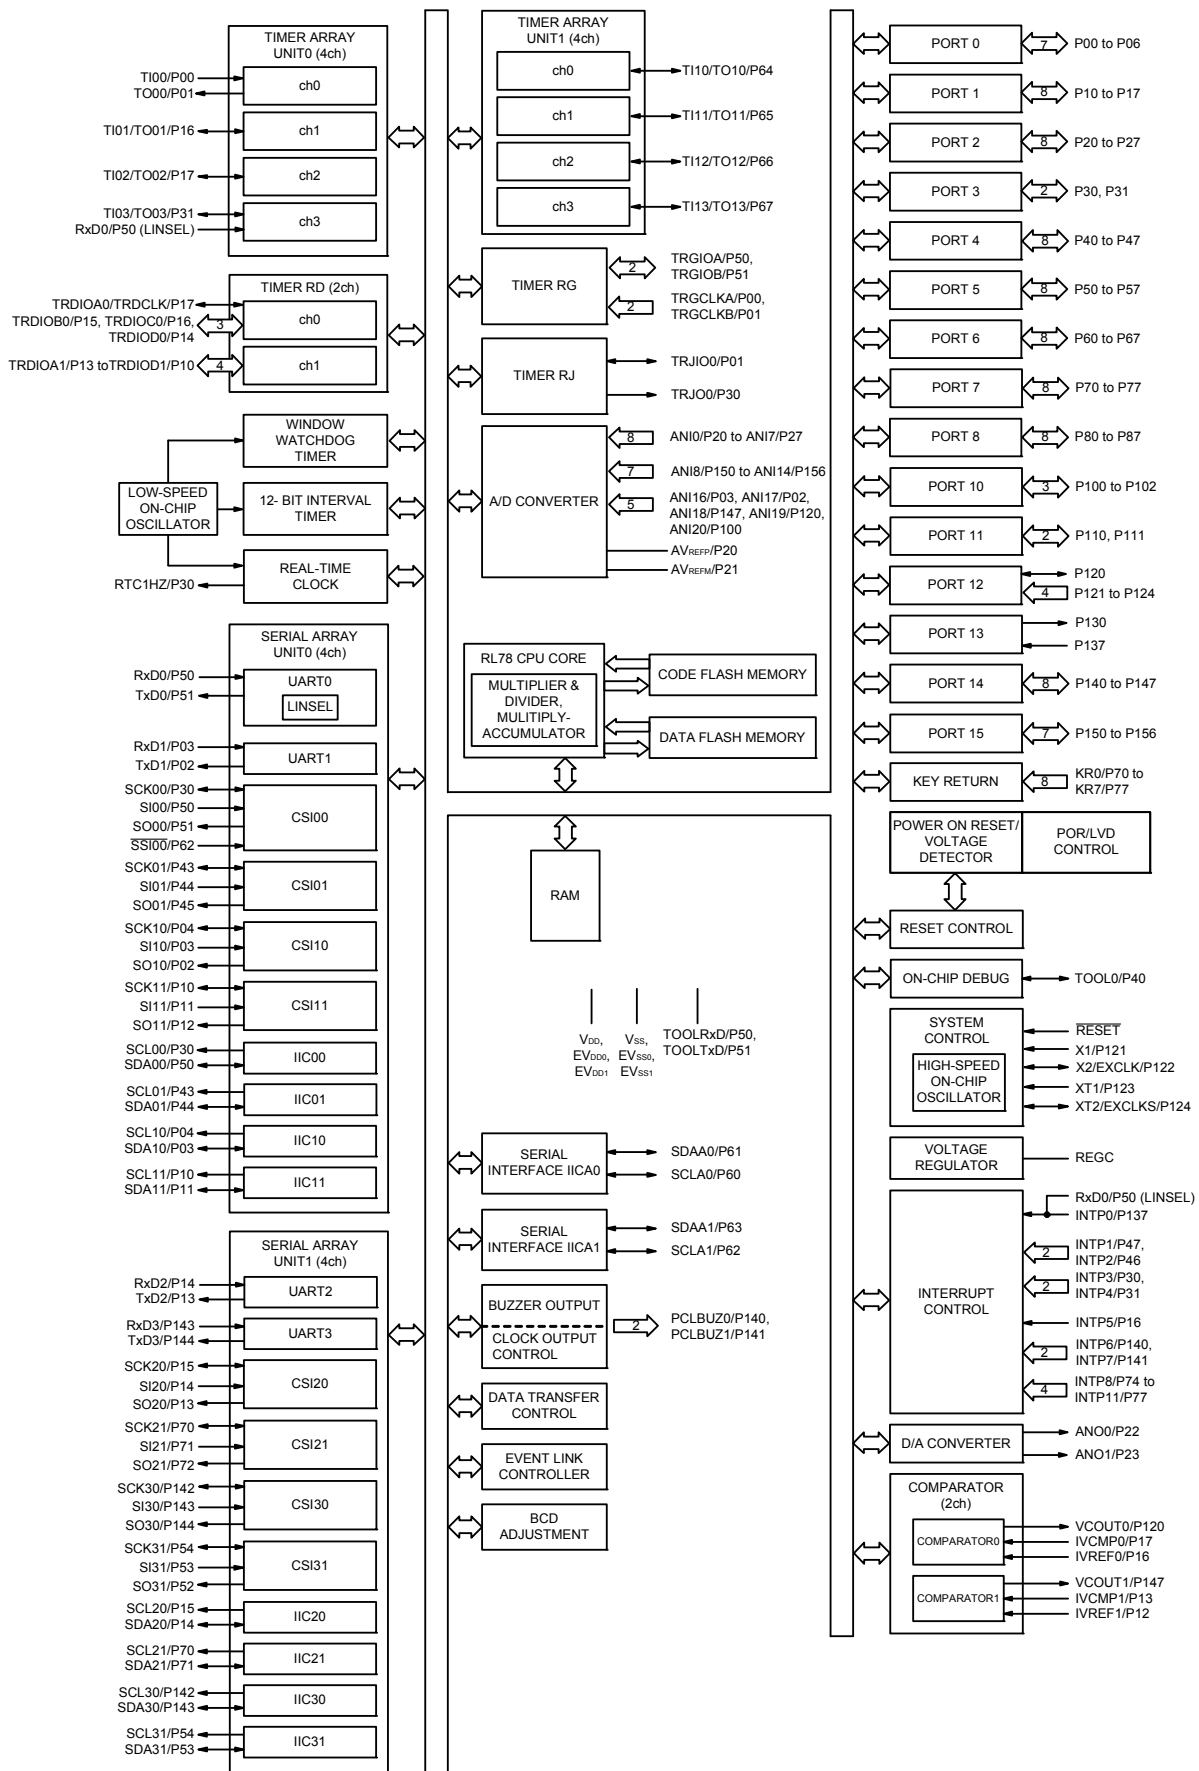 TIMER ARRAY
UNIT0 (4ch)
TI00/P00
TO00/P01
ch0
TI01/TO01/P16
ch1
TI02/TO02/P17
ch2
TI03/TO03/P31
RxD0/P50 (LINSEL)
ch3
TIMER RD (2ch)
TRDIOA0/TRDCLK/P17
TRDIOB0/P15, TRDIOC0/P16,
TRDIOD0/P14
3
ch0
TRDIOA1/P13 toTRDIOD1/P10
4
ch1
WINDOW
WATCHDOG
TIMER
LOW-SPEED
ON-CHIP
OSCILLATOR
12- BIT INTERVAL
TIMER
RTC1HZ/P30
REAL-TIME
CLOCK
SERIAL ARRAY
UNIT0 (4ch)
RxD0/P50
TxD0/P51
UART0
LINSEL
RxD1/P03
TxD1/P02
UART1
SCK00/P30
SI00/P50
SO00/P51
SSI00/P62
CSI00
SCK01/P43
SI01/P44
SO01/P45
CSI01
SCK10/P04
SI10/P03
SO10/P02
CSI10
SCK11/P10
SI11/P11
SO11/P12
CSI11
SCL00/P30
SDA00/P50
IIC00
SCL01/P43
SDA01/P44
IIC01
SCL10/P04
SDA10/P03
IIC10
SCL11/P10
SDA11/P11
IIC11
SERIAL ARRAY
UNIT1 (4ch)
RxD2/P14
TxD2/P13
UART2
RxD3/P143
TxD3/P144
UART3
SCK20/P15
SI20/P14
SO20/P13
CSI20
SCK21/P70
SI21/P71
SO21/P72
CSI21
SCK30/P142
SI30/P143
SO30/P144
CSI30
SCK31/P54
SI31/P53
SO31/P52
CSI31
SCL20/P15
SDA20/P14
IIC20
SCL21/P70
SDA21/P71
IIC21
SCL30/P142
SDA30/P143
IIC30
SCL31/P54
SDA31/P53
IIC31
TIMER ARRAY
UNIT1 (4ch)
ch0
TI10/TO10/P64
ch1
TI11/TO11/P65
ch2
TI12/TO12/P66
ch3
TI13/TO13/P67
TIMER RG
2
TRGIOA/P50,
TRGIOB/P51
2
TRGCLKA/P00,
TRGCLKB/P01
TIMER RJ
TRJIO0/P01
TRJO0/P30
A/D CONVERTER
8
ANI0/P20 to ANI7/P27
7
ANI8/P150 to ANI14/P156
5
ANI16/P03, ANI17/P02,
ANI18/P147, ANI19/P120,
ANI20/P100
AVREFP/P20
AVREFM/P21
RL78 CPU CORE
MULTIPLIER &
DIVIDER,
MULITIPLY-
ACCUMULATOR
CODE FLASH MEMORY
DATA FLASH MEMORY
RAM
VDD,
EVDD0,
EVDD1
VSS,
EVSS0,
EVSS1
TOOLRxD/P50,
TOOLTxD/P51
SERIAL
INTERFACE IICA0
SDAA0/P61
SCLA0/P60
SERIAL
INTERFACE IICA1
SDAA1/P63
SCLA1/P62
BUZZER OUTPUT
CLOCK OUTPUT
CONTROL
2
PCLBUZ0/P140,
PCLBUZ1/P141
DATA TRANSFER
CONTROL
EVENT LINK
CONTROLLER
BCD
ADJUSTMENT
PORT 0
7
P00 to P06
PORT 1
8
P10 to P17
PORT 2
8
P20 to P27
PORT 3
2
P30, P31
PORT 4
8
P40 to P47
PORT 5
8
P50 to P57
PORT 6
8
P60 to P67
PORT 7
8
P70 to P77
PORT 8
8
P80 to P87
PORT 10
3
P100 to P102
PORT 11
2
P110, P111
PORT 12
P120
4
P121 to P124
PORT 13
P130
P137
PORT 14
8
P140 to P147
PORT 15
7
P150 to P156
KEY RETURN
8
KR0/P70 to
KR7/P77
POWER ON RESET/
VOLTAGE
DETECTOR
POR/LVD
CONTROL
RESET CONTROL
ON-CHIP DEBUG
TOOL0/P40
SYSTEM
CONTROL
HIGH-SPEED
ON-CHIP
OSCILLATOR
RESET
X1/P121
X2/EXCLK/P122
XT1/P123
XT2/EXCLKS/P124
VOLTAGE
REGULATOR
REGC
INTERRUPT
CONTROL
RxD0/P50 (LINSEL)
INTP0/P137
2
INTP1/P47,
INTP2/P46
2
INTP3/P30,
INTP4/P31
INTP5/P16
2
INTP6/P140,
INTP7/P141
4
INTP8/P74 to
INTP11/P77
D/A CONVERTER
ANO0/P22
ANO1/P23
COMPARATOR
(2ch)
COMPARATOR0
VCOUT0/P120
IVCMP0/P17
IVREF0/P16
COMPARATOR1
VCOUT1/P147
IVCMP1/P13
IVREF1/P12